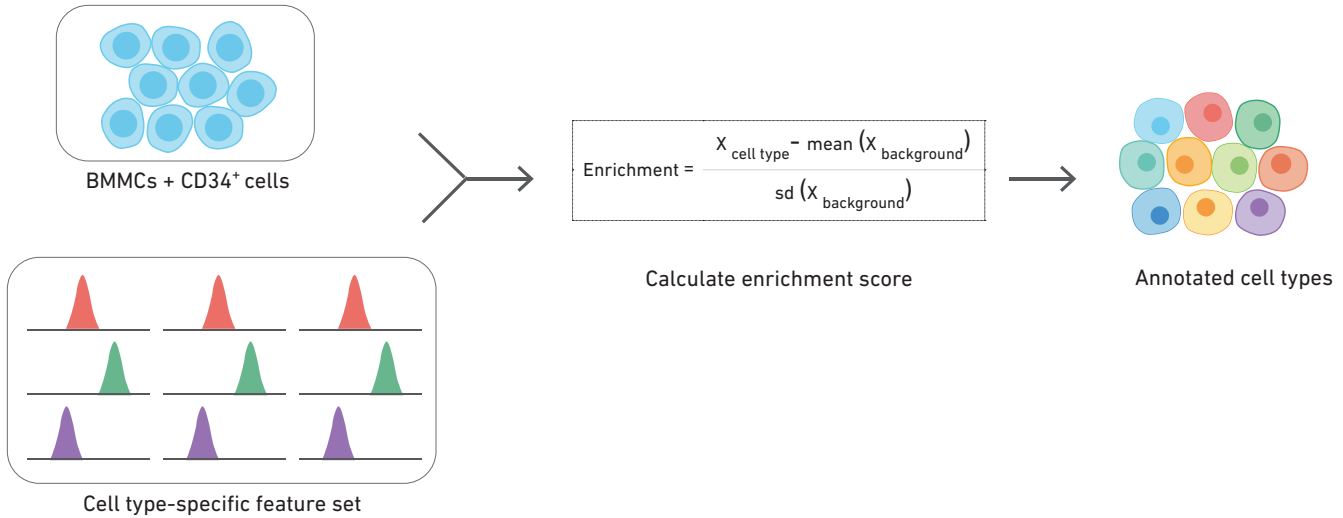 BMMCs + CD34⁺ cells
Cell type-specific feature set
Enrichment =
X cell type - mean (X background)
sd (X background)
Calculate enrichment score
Annotated cell types